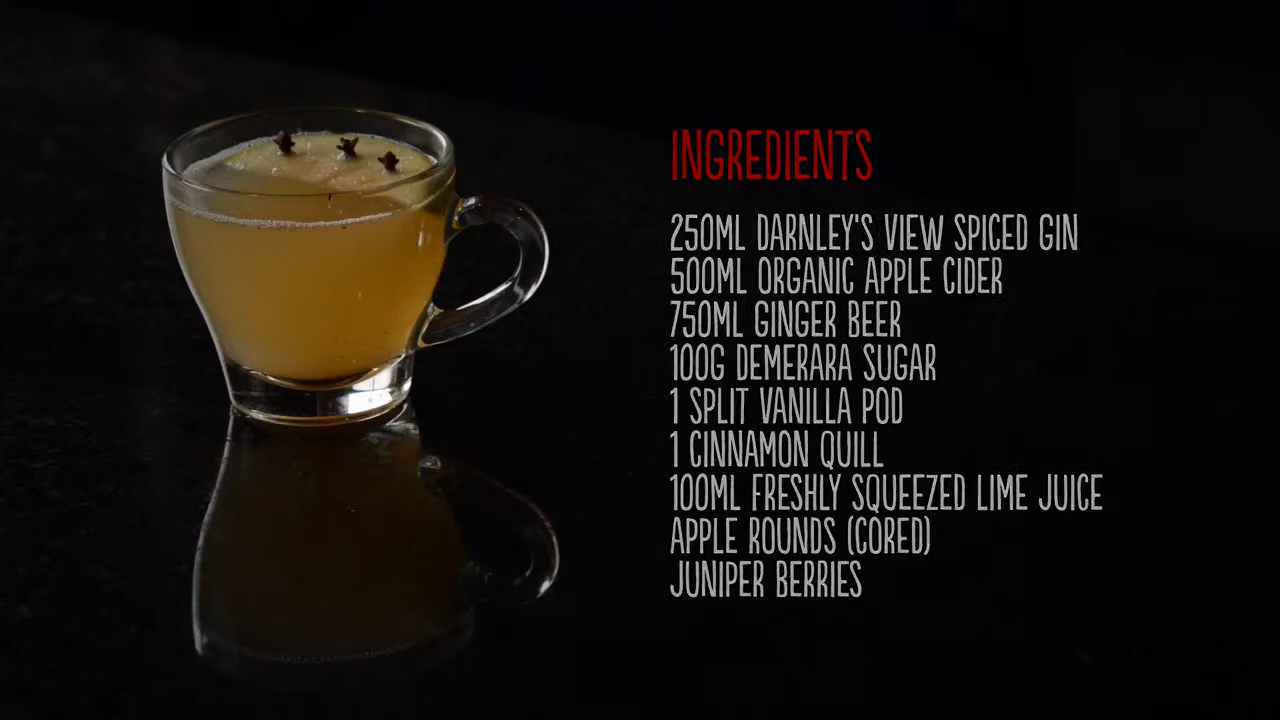 INGREDIENTS
250ML DARNLEY'S VIEW SPICED GIN
500ML ORGANIC APPLE CIDER
750ML GINGER BEER
100G DEMERARA SUGAR
1 SPLIT VANILLA POD
1 CINNAMON QUILL
100ML FRESHLY SQUEEZED LIME JUICE
APPLE ROUNDS (CORED)
JUNIPER BERRIES